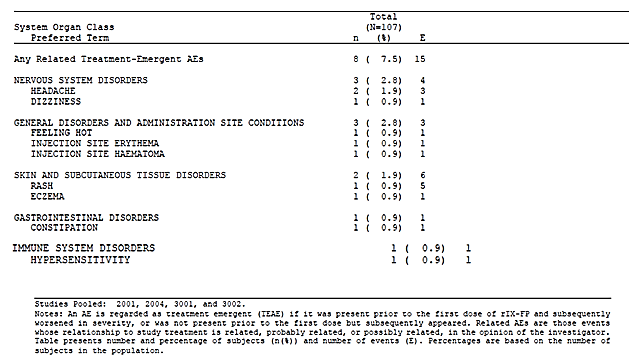 Total
System Organ Class (N=107)
Preferred Term n (%) E
Any Related Treatment-Emergent AEs 8 ( 7.5) 15
NERVOUS SYSTEM DISORDERS 3 ( 2.8) 4
HEADACHE 2 ( 1.9) 3
DIZZINESS 1 ( 0.9) 1
GENERAL DISORDERS AND ADMINISTRATION SITE CONDITIONS 3 ( 2.8) 3
FEELING HOT 1 ( 0.9) 1
INJECTION SITE ERYTHEMA 1 ( 0.9) 1
INJECTION SITE HAEMATOMA 1 ( 0.9) 1
SKIN AND SUBCUTANEOUS TISSUE DISORDERS 2 ( 1.9) 6
RASH 1 ( 0.9) 5
ECZEMA 1 ( 0.9) 1
GASTROINTESTINAL DISORDERS 1 ( 0.9) 1
CONSTIPATION 1 ( 0.9) 1
IMMUNE SYSTEM DISORDERS 1 ( 0.9) 1
HYPERSENSITIVITY 1 ( 0.9) 1
Studies Pooled: 2001, 2004, 3001, and 3002.
Notes: An AE is regarded as treatment emergent (TEAE) if it was present prior to the first dose of rIX-FP and subsequently
worsened in severity, or was not present prior to the first dose but subsequently appeared. Related AEs are those events
whose relationship to study treatment is related, probably related, or possibly related, in the opinion of the investigator.
Table presents number and percentage of subjects (n(%)) and number of events (E). Percentages are based on the number of
subjects in the population.